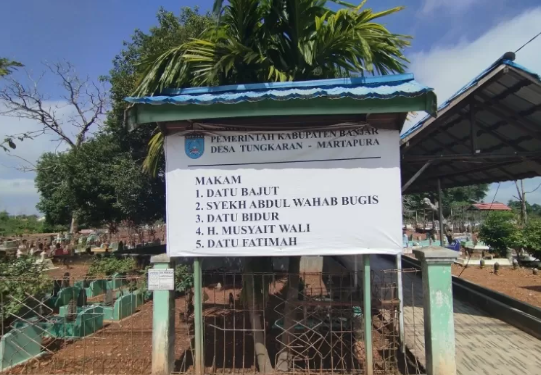 PEMERINTAH KABUPATEN BANJAR
DESA TUNGKARAN - MARTAPURA
MAKAM
1. DATU BAJUT
2. SYEKH ABDUL WAHAB BUGIS
3. DATU BIDUR
4. H. MUSYAIT WALI
5. DATU FATIMAH